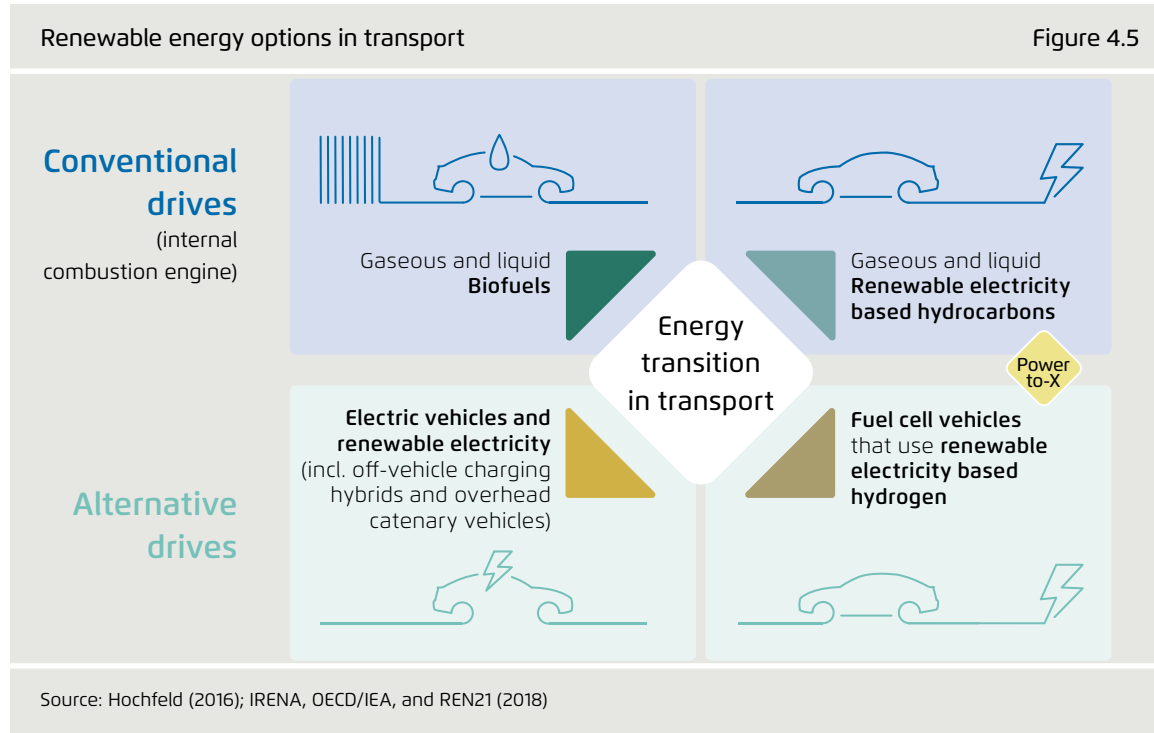 Renewable energy options in transport
Figure 4.5
Conventional
drives
(internal
combustion engine)
Gaseous and liquid
Biofuels
Gaseous and liquid
Renewable electricity
based hydrocarbons
Energy
transition
in transport
Power
to-X
Alternative
drives
Electric vehicles and
renewable electricity
(incl. off-vehicle charging
hybrids and overhead
catenary vehicles)
Fuel cell vehicles
that use renewable
electricity based
hydrogen
Source: Hochfeld (2016); IRENA, OECD/IEA, and REN21 (2018)